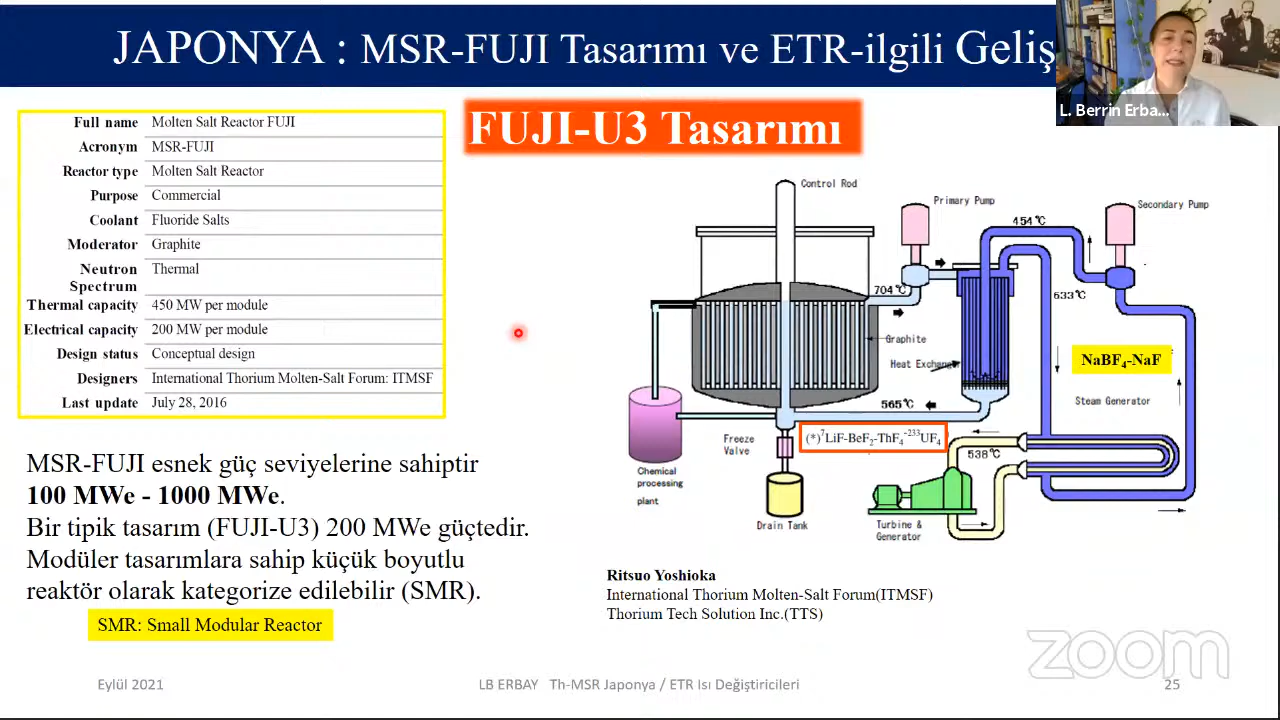 JAPONYA : MSR-FUJI Tasarımı ve ETR-ilgili Geliş
L. Berrin Erba...
FUJI-U3 Tasarımı
Full name Molten Salt Reactor FUJI
Acronym MSR-FUJI
Reactor type Molten Salt Reactor
Purpose Commercial
Coolant Fluoride Salts
Moderator Graphite
Neutron Thermal
Spectrum
Thermal capacity 450 MW per module
Electrical capacity 200 MW per module
Design status Conceptual design
Designers International Thorium Molten-Salt Forum: ITMSF
Last update July 28, 2016
Control Rod
Primary Pump
Secondary Pump
454℃
704℃
633℃
Graphite
Heat Exchanger
NaBF₄-NaF
Steam Generator
565℃
(*)⁷LiF-BeF₂-ThF₄-²³³UF₄
538℃
Freeze
Valve
Chemical
processing
plant
Drain Tank
Turbine &
Generator
MSR-FUJI esnek güç seviyelerine sahiptir
100 MWe - 1000 MWe.
Bir tipik tasarım (FUJI-U3) 200 MWe güçtedir.
Modüler tasarımlara sahip küçük boyutlu
reaktör olarak kategorize edilebilir (SMR).
SMR: Small Modular Reactor
Ritsuo Yoshioka
International Thorium Molten-Salt Forum(ITMSF)
Thorium Tech Solution Inc.(TTS)
zoom
Eylül 2021
LB ERBAY Th-MSR Japonya / ETR Isı Değiştiricileri
25